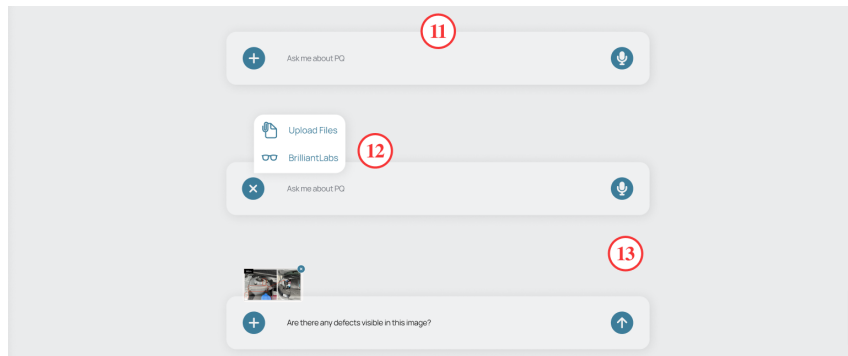 11
Ask me about PQ
Upload Files
BrilliantLabs
12
Ask me about PQ
13
Are there any defects visible in this image?